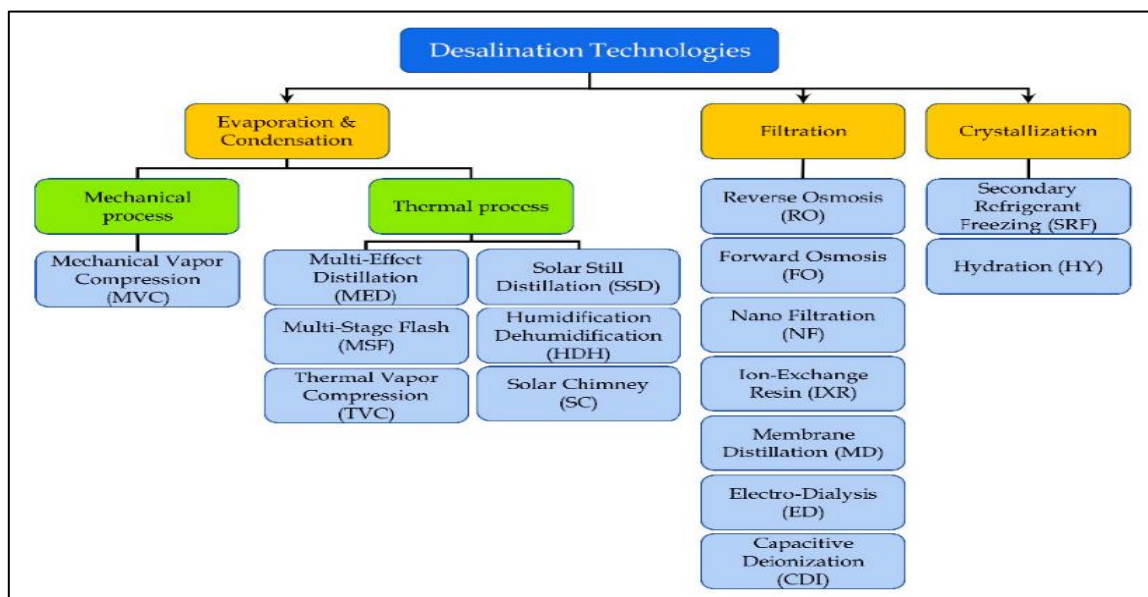 Desalination Technologies
Evaporation &
Condensation
Filtration
Crystallization
Mechanical
process
Thermal process
Mechanical Vapor
Compression
(MVC)
Multi-Effect
Distillation
(MED)
Multi-Stage Flash
(MSF)
Thermal Vapor
Compression
(TVC)
Solar Still
Distillation (SSD)
Humidification
Dehumidification
(HDH)
Solar Chimney
(SC)
Reverse Osmosis
(RO)
Forward Osmosis
(FO)
Nano Filtration
(NF)
Ion-Exchange
Resin (IXR)
Membrane
Distillation (MD)
Electro-Dialysis
(ED)
Capacitive
Deionization
(CDI)
Secondary
Refrigerant
Freezing (SRF)
Hydration (HY)